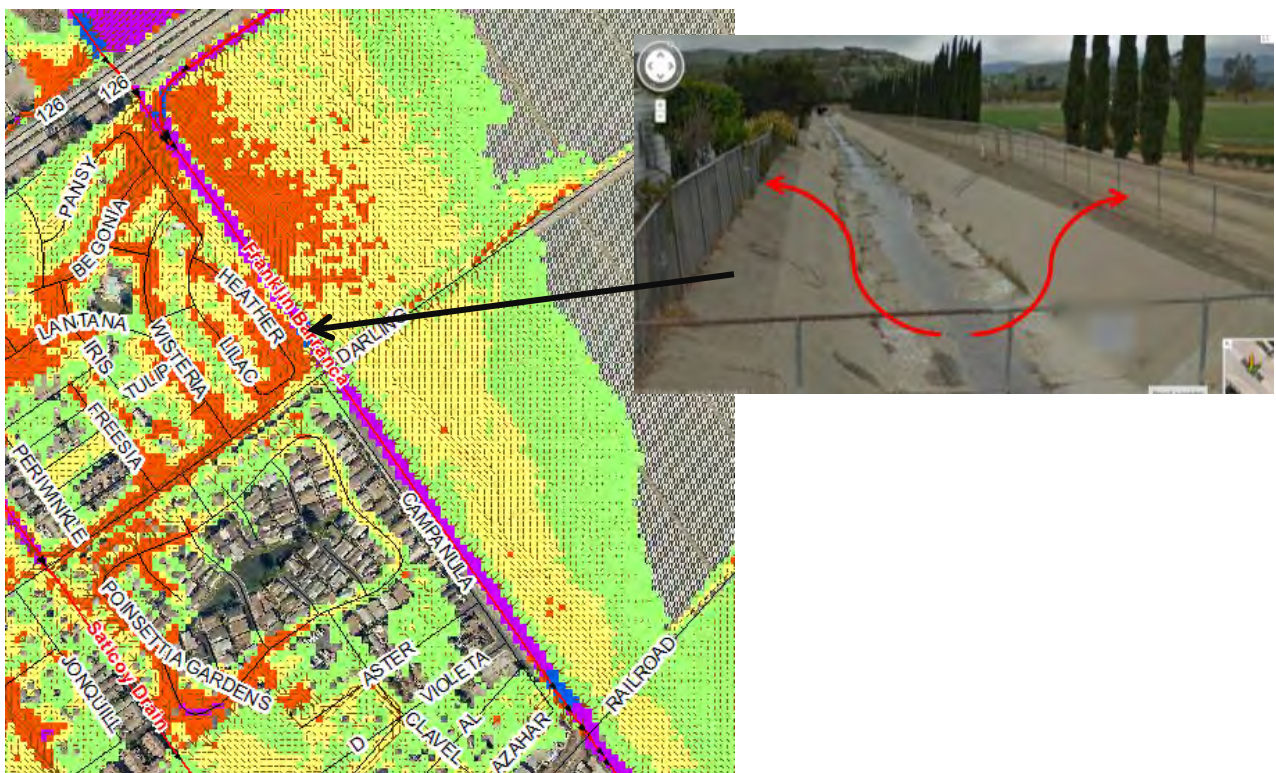 126
126
PANSY
BEGONIA
Franklin Barranca
HEATHER
LANTANA
WISTERIA
LILAC
DARLING
IRIS
TULIP
FREESIA
PERIWINKLE
CAMPANULA
POINSETTIA GARDENS
Saticoy Drain
JONQUILL
ASTER
VIOLETA
RAILROAD
AL
CLAVEL
AZAHAR
D